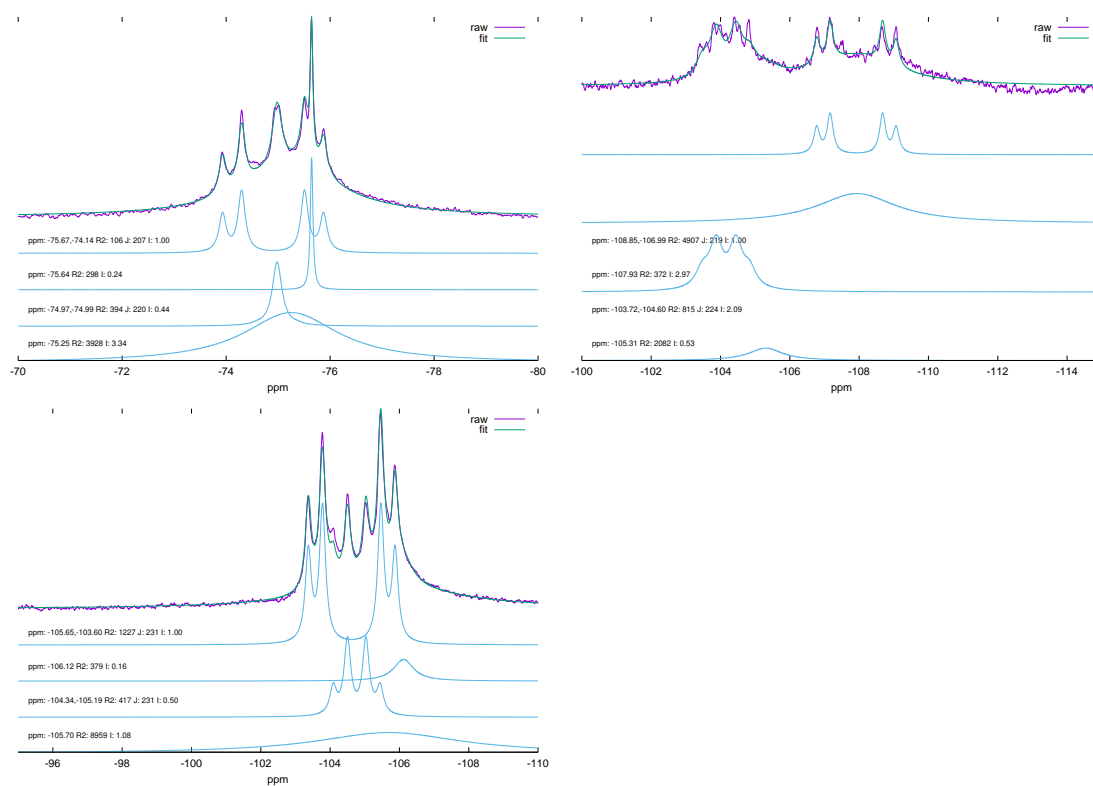 raw
fit
ppm: -75.67,-74.14 R2: 106 J: 207 I: 1.00
ppm: -75.64 R2: 298 I: 0.24
ppm: -74.97,-74.99 R2: 394 J: 220 I: 0.44
ppm: -75.25 R2: 3928 I: 3.34
-70 -72 -74 -76 -78 -80
ppm
raw
fit
ppm: -108.85,-106.99 R2: 4907 J: 219 I: 1.00
ppm: -107.93 R2: 372 I: 2.97
ppm: -103.72,-104.60 R2: 815 J: 224 I: 2.09
ppm: -105.31 R2: 2082 I: 0.53
-100 -102 -104 -106 -108 -110 -112 -114
ppm
raw
fit
ppm: -105.65,-103.60 R2: 1227 J: 231 I: 1.00
ppm: -106.12 R2: 379 I: 0.16
ppm: -104.34,-105.19 R2: 417 J: 231 I: 0.50
ppm: -105.70 R2: 8959 I: 1.08
-96 -98 -100 -102 -104 -106 -108 -110
ppm